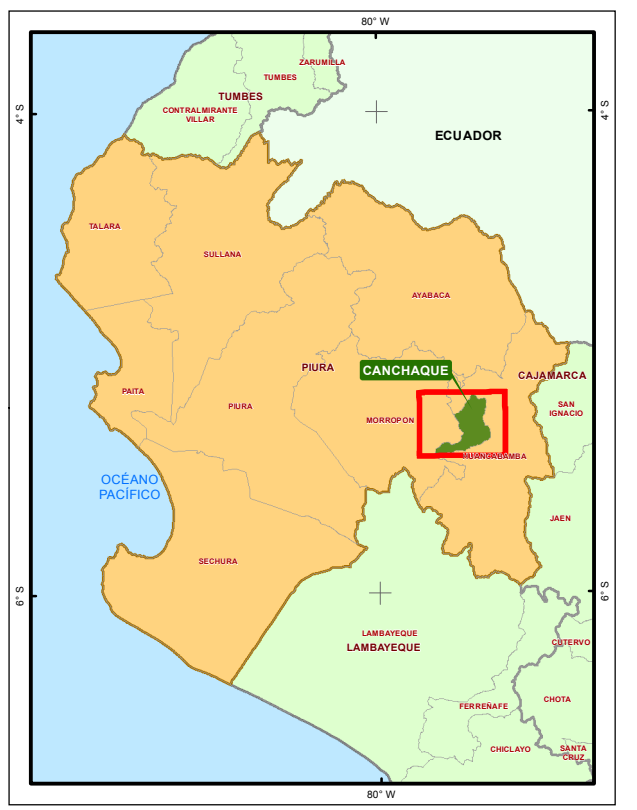 80° W
ZARUMILLA
TUMBES
TUMBES
CONTRALMIRANTE
VILLAR
4° S
4° S
ECUADOR
TALARA
SULLANA
AYABACA
PIURA
CANCHAQUE
CAJAMARCA
PAITA
PIURA
MORROPON
SAN
IGNACIO
HUANCABAMBA
OCÉANO
PACÍFICO
JAEN
SECHURA
6° S
6° S
LAMBAYEQUE
LAMBAYEQUE
CUTERVO
FERREÑAFE
CHOTA
CHICLAYO
SANTA
CRUZ
80° W